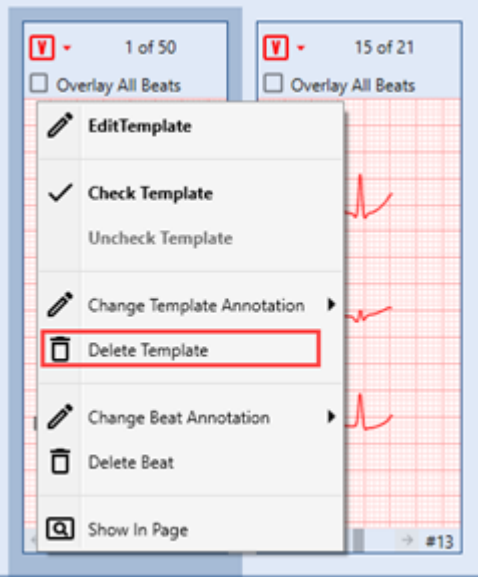 V 1 of 50
Overlay All Beats
V 15 of 21
Overlay All Beats
EditTemplate
Check Template
Uncheck Template
Change Template Annotation
Delete Template
Change Beat Annotation
Delete Beat
Show In Page
#13